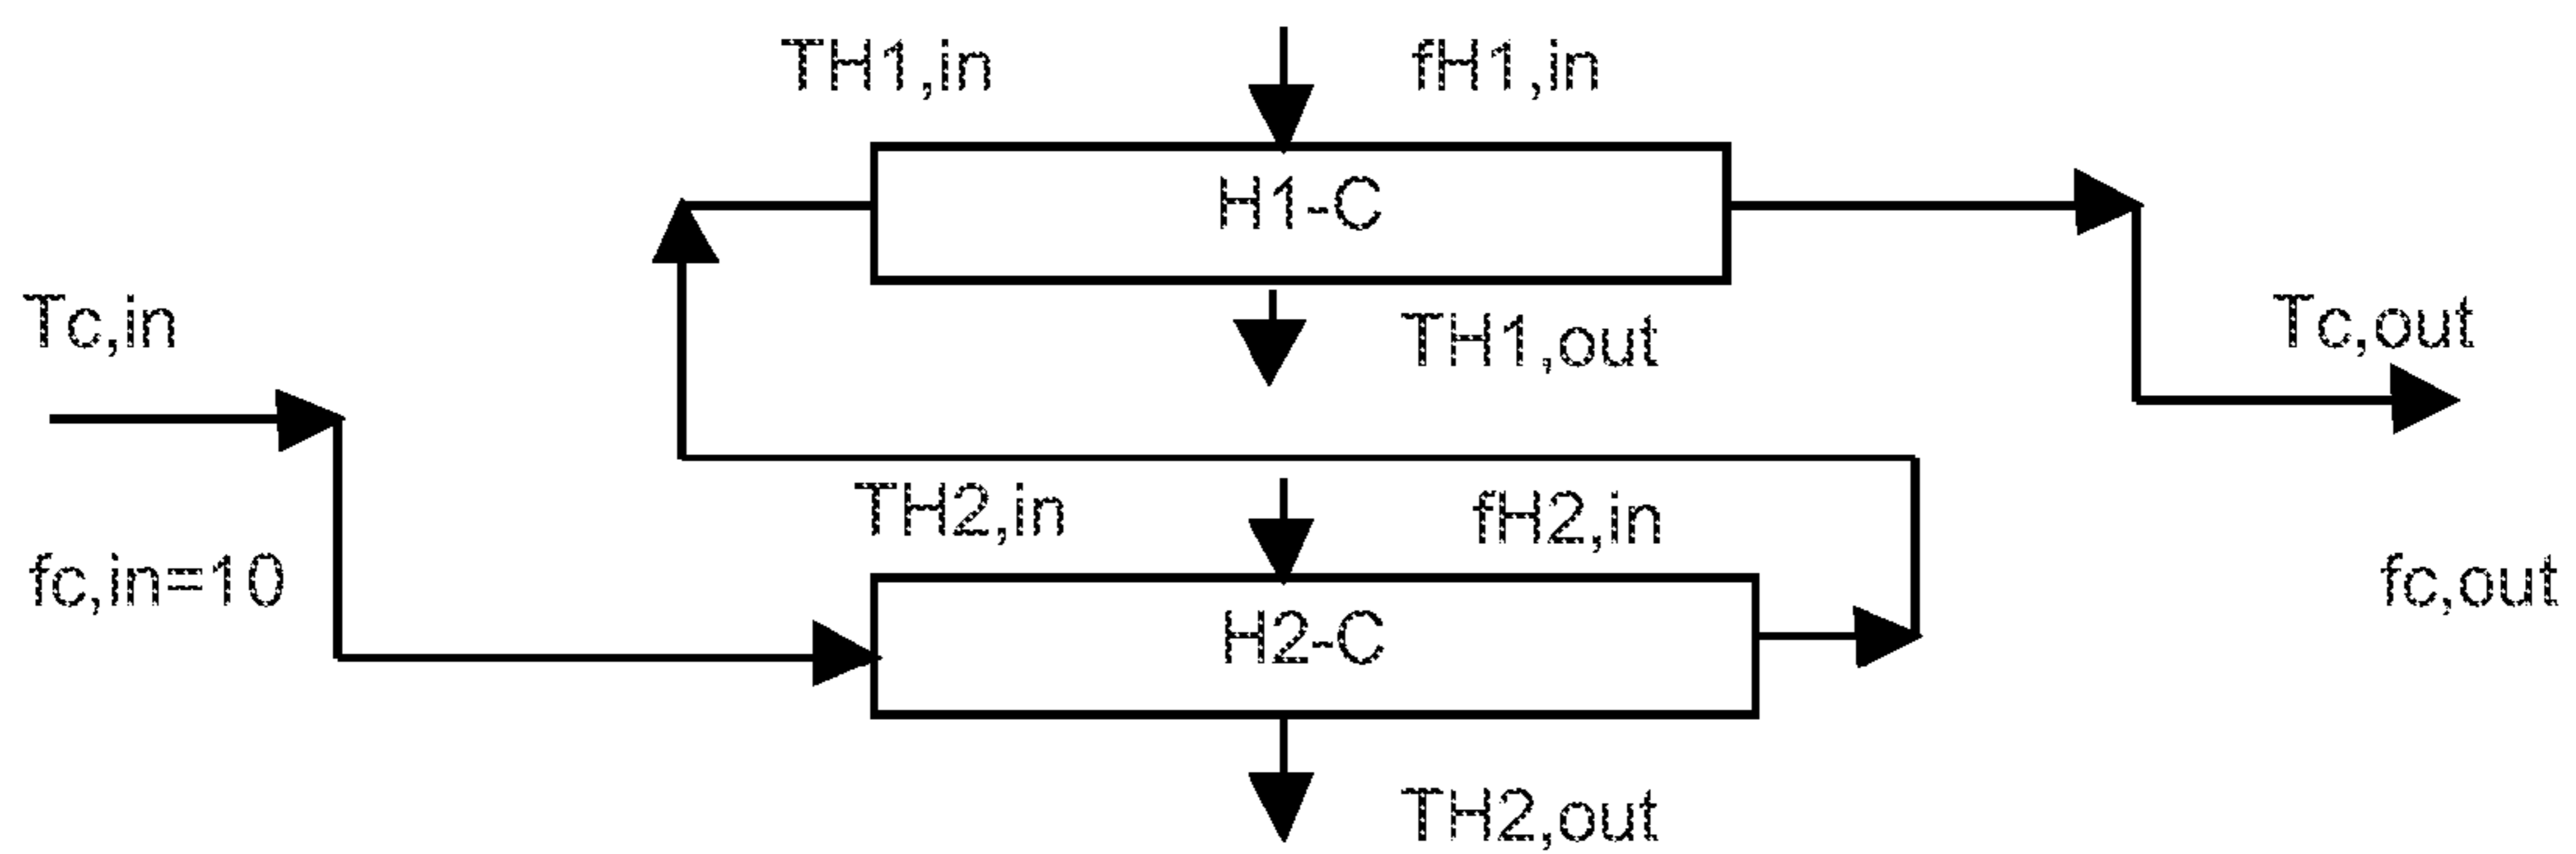 TH1,in
fH1,in
H1-C
Tc,in
TH1,out
Tc,out
TH2,in
fH2,in
fc,in=10
fc,out
H2-C
TH2,out